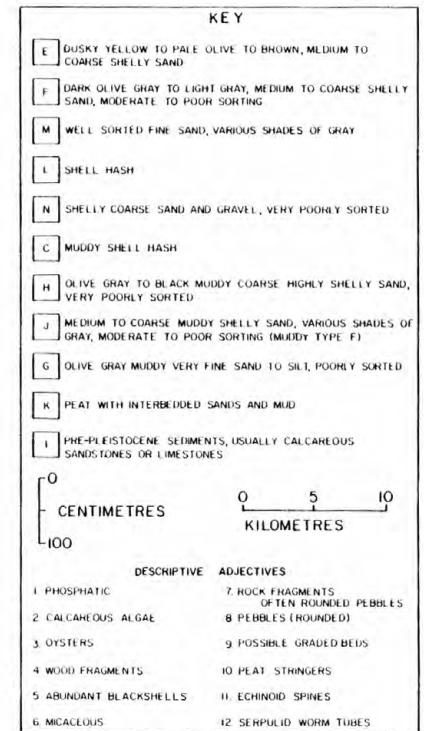 KEY
E DUSKY YELLOW TO PALE OLIVE TO BROWN, MEDIUM TO
COARSE SHELLY SAND
F DARK OLIVE GRAY TO LIGHT GRAY, MEDIUM TO COARSE SHELLY
SAND, MODERATE TO POOR SORTING
M WELL SORTED FINE SAND, VARIOUS SHADES OF GRAY
L SHELL HASH
N SHELLY COARSE SAND AND GRAVEL, VERY POORLY SORTED
C MUDDY SHELL HASH
H OLIVE GRAY TO BLACK MUDDY COARSE HIGHLY SHELLY SAND,
VERY POORLY SORTED
J MEDIUM TO COARSE MUDDY SHELLY SAND, VARIOUS SHADES OF
GRAY, MODERATE TO POOR SORTING (MUDDY TYPE F)
G OLIVE GRAY MUDDY VERY FINE SAND TO SILT, POORLY SORTED
K PEAT WITH INTERBEDDED SANDS AND MUD
I PRE-PLEISTOCENE SEDIMENTS, USUALLY CALCAREOUS
SANDSTONES OR LIMESTONES
0
CENTIMETRES
100
0 5 10
KILOMETRES
DESCRIPTIVE ADJECTIVES
1. PHOSPHATIC
2. CALCAREOUS ALGAE
3. OYSTERS
4. WOOD FRAGMENTS
5. ABUNDANT BLACKSHELLS
6. MICACEOUS
7. ROCK FRAGMENTS
OFTEN ROUNDED PEBBLES
8. PEBBLES (ROUNDED)
9. POSSIBLE GRADED BEDS
10. PEAT STRINGERS
11. ECHINOID SPINES
12. SERPULID WORM TUBES